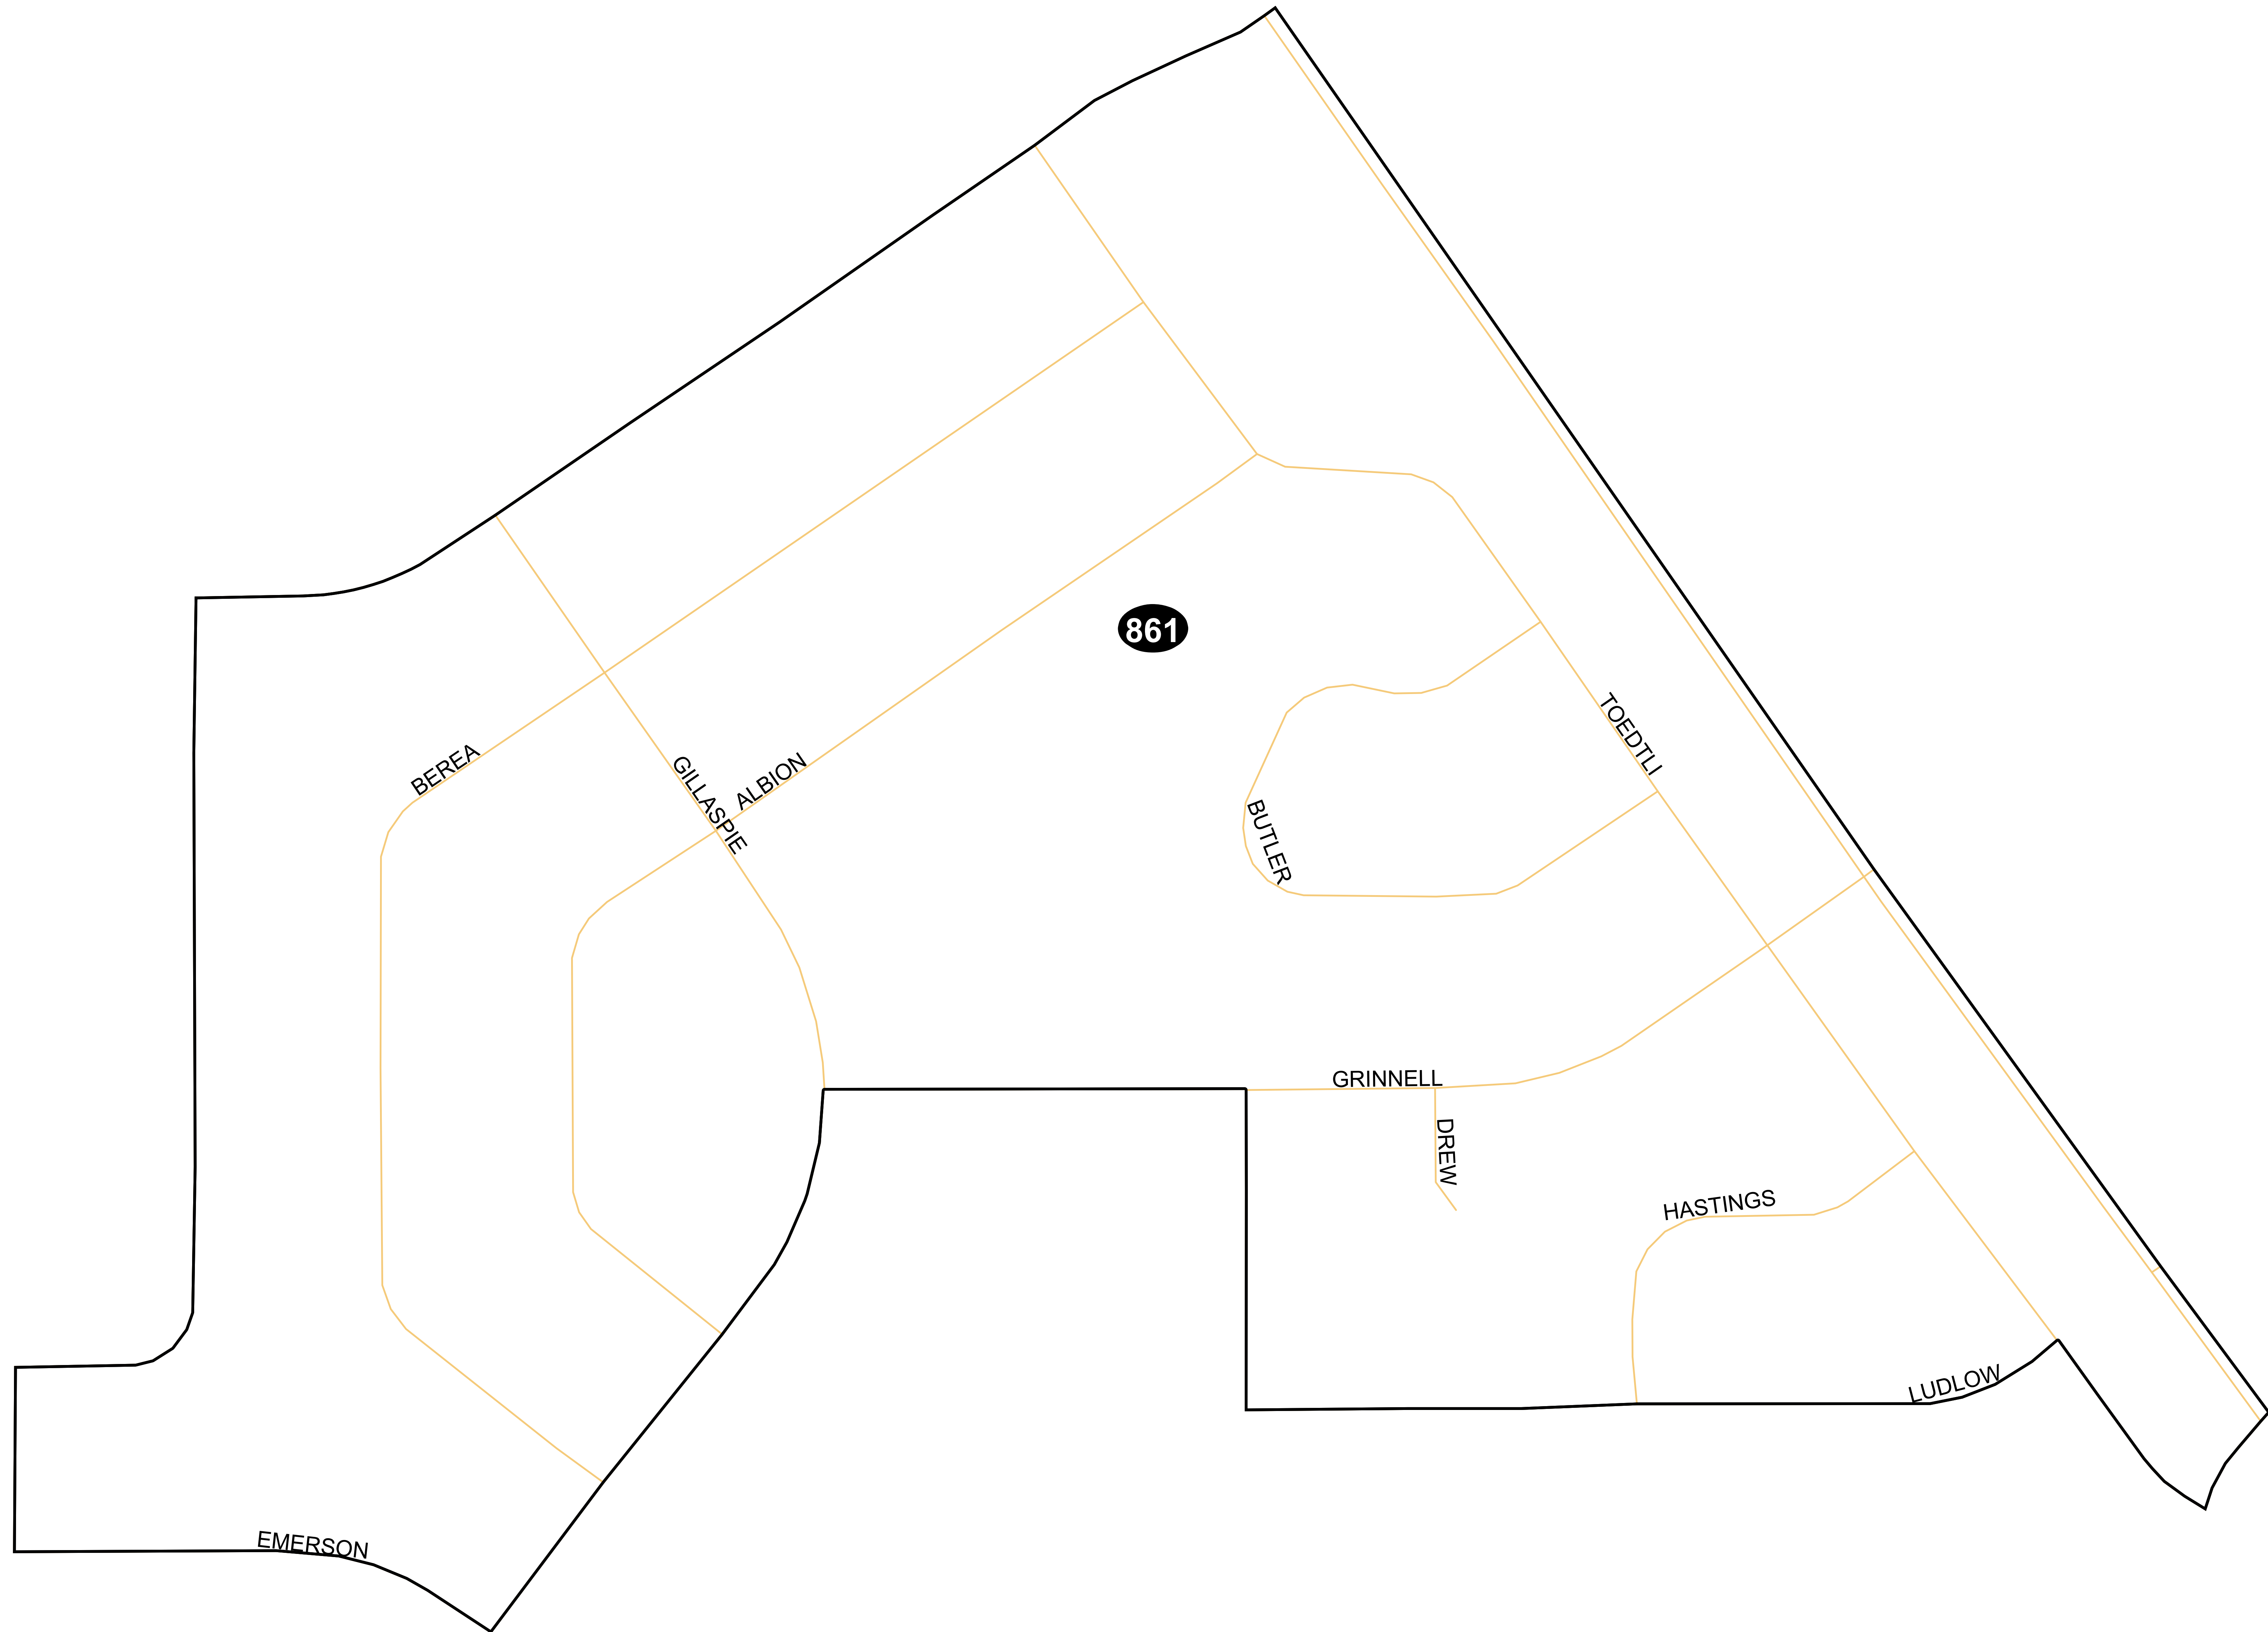 861
TOEDTLI
BEREA
GILLASPIE
ALBION
BUTLER
GRINNELL
DREW
HASTINGS
LUDLOW
EMERSON